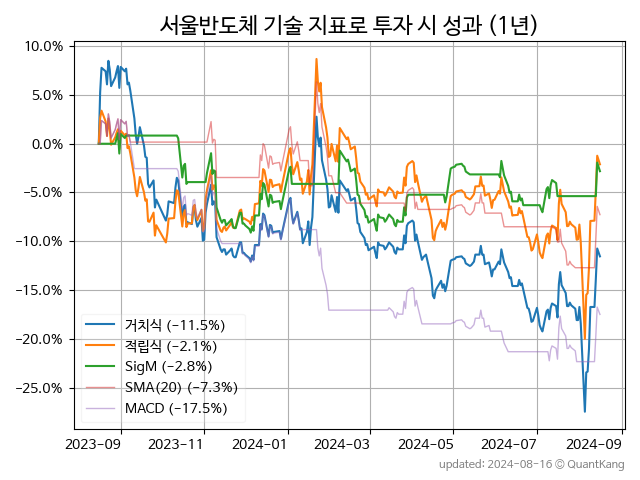 서울반도체 기술 지표로 투자 시 성과 (1년)
10.0%
5.0%
0.0%
−5.0%
−10.0%
−15.0%
−20.0%
−25.0%
거치식 (−11.5%)
적립식 (−2.1%)
SigM (−2.8%)
SMA(20) (−7.3%)
MACD (−17.5%)
2023-09 2023-11 2024-01 2024-03 2024-05 2024-07 2024-09
updated: 2024-08-16 © QuantKang